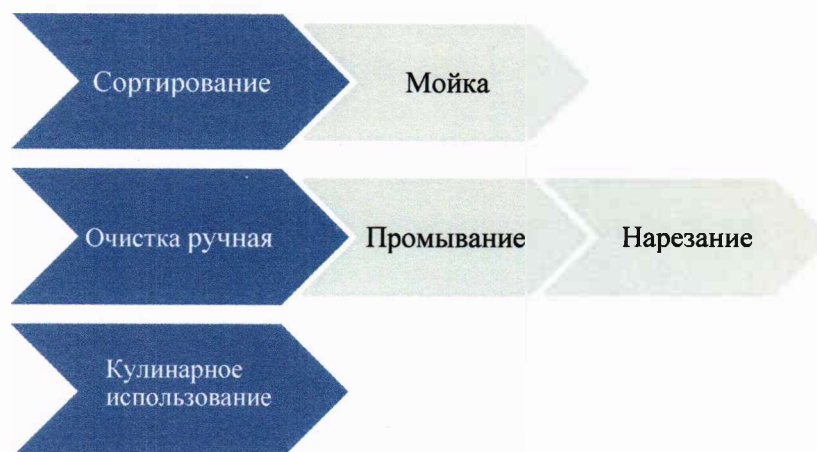 Сортирование
Мойка
Очистка ручная
Промывание
Нарезание
Кулинарное
использование